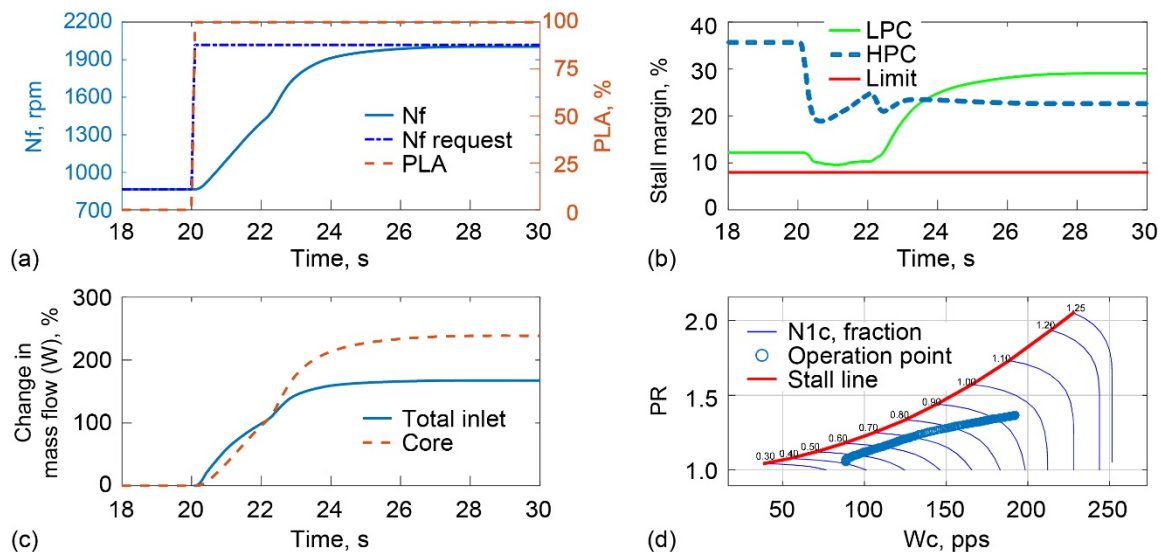 2200
1900
1600
1300
1000
700
Nf, rpm
100
75
50
25
0
PLA, %
Nf
Nf request
PLA
18 20 22 24 26 28 30
Time, s
(a)
40
30
20
10
0
Stall margin, %
LPC
HPC
Limit
18 20 22 24 26 28 30
Time, s
(b)
300
200
100
0
Change in
mass flow (W), %
Total inlet
Core
18 20 22 24 26 28 30
Time, s
(c)
2.0
1.5
1.0
PR
N1c, fraction
Operation point
Stall line
0.30 0.40 0.50 0.60 0.70 0.80 0.90 1.00 1.10 1.20 1.25
50 100 150 200 250
Wc, pps
(d)